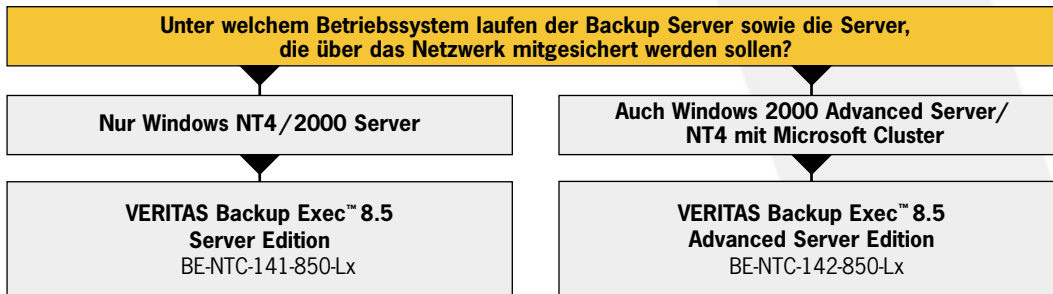 Unter welchem Betriebssystem laufen der Backup Server sowie die Server,
die über das Netzwerk mitgesichert werden sollen?
Nur Windows NT4/2000 Server
Auch Windows 2000 Advanced Server/
NT4 mit Microsoft Cluster
VERITAS Backup Exec™ 8.5
Server Edition
BE-NTC-141-850-Lx
VERITAS Backup Exec™ 8.5
Advanced Server Edition
BE-NTC-142-850-Lx